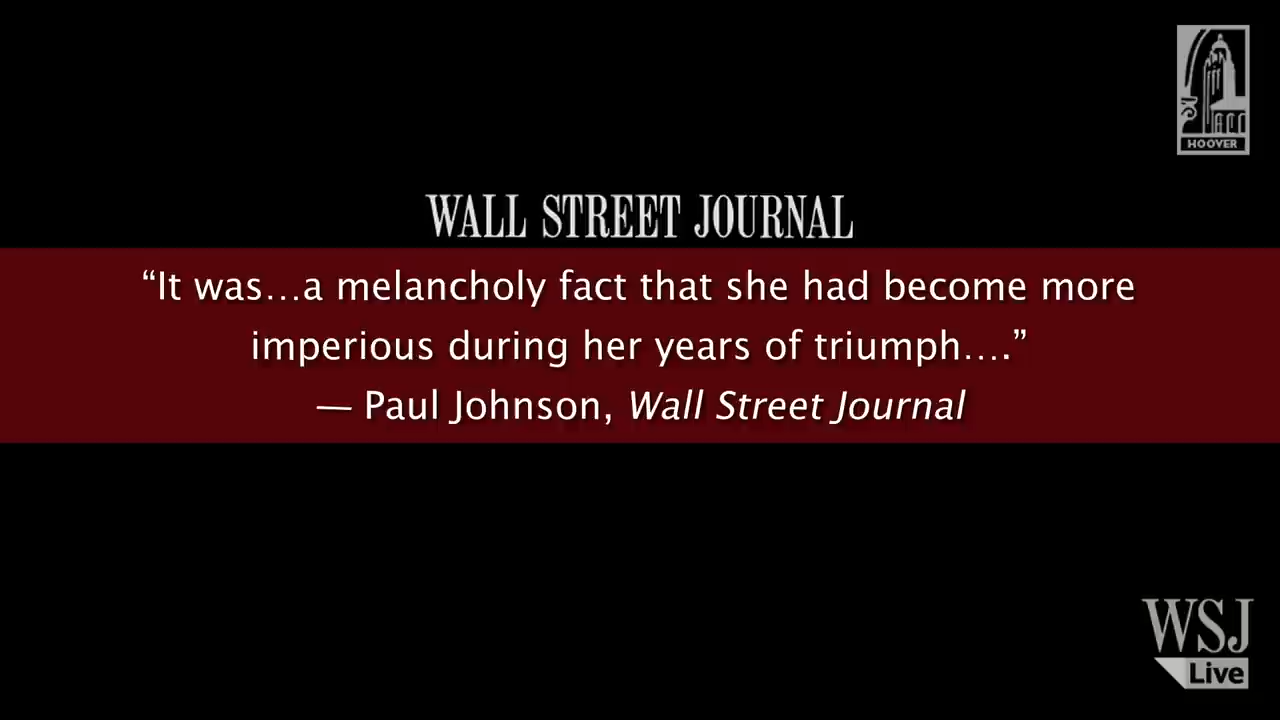 HOOVER
WALL STREET JOURNAL
“It was…a melancholy fact that she had become more
imperious during her years of triumph….”
— Paul Johnson, Wall Street Journal
WSJ
Live